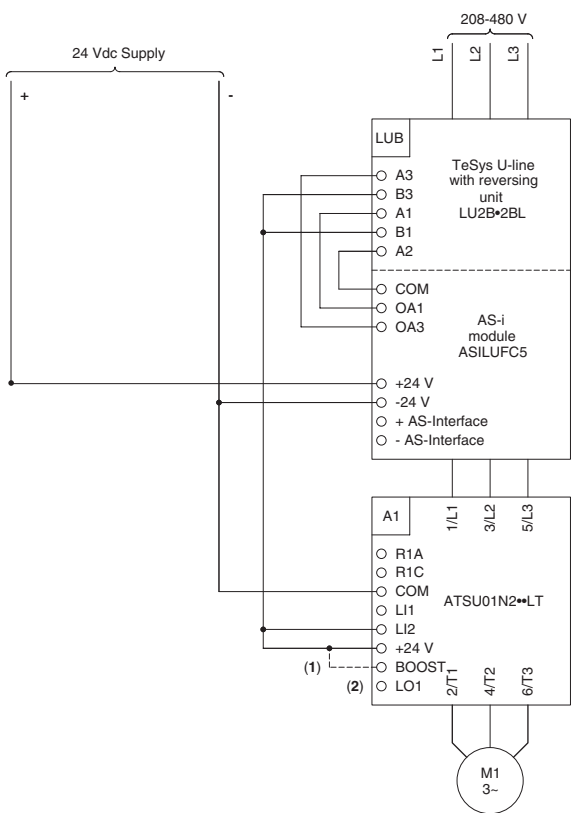 208-480 V
24 Vdc Supply
L1
L2
L3
+
-
LUB
A3
B3
A1
B1
A2
TeSys U-line
with reversing
unit
LU2B•2BL
COM
OA1
OA3
AS-i
module
ASILUFC5
+24 V
-24 V
+ AS-Interface
- AS-Interface
A1
1/L1
3/L2
5/L3
R1A
R1C
COM
LI1
LI2
+24 V
BOOST
LO1
ATSU01N2••LT
(1)
(2)
2/T1
4/T2
6/T3
M1
3~